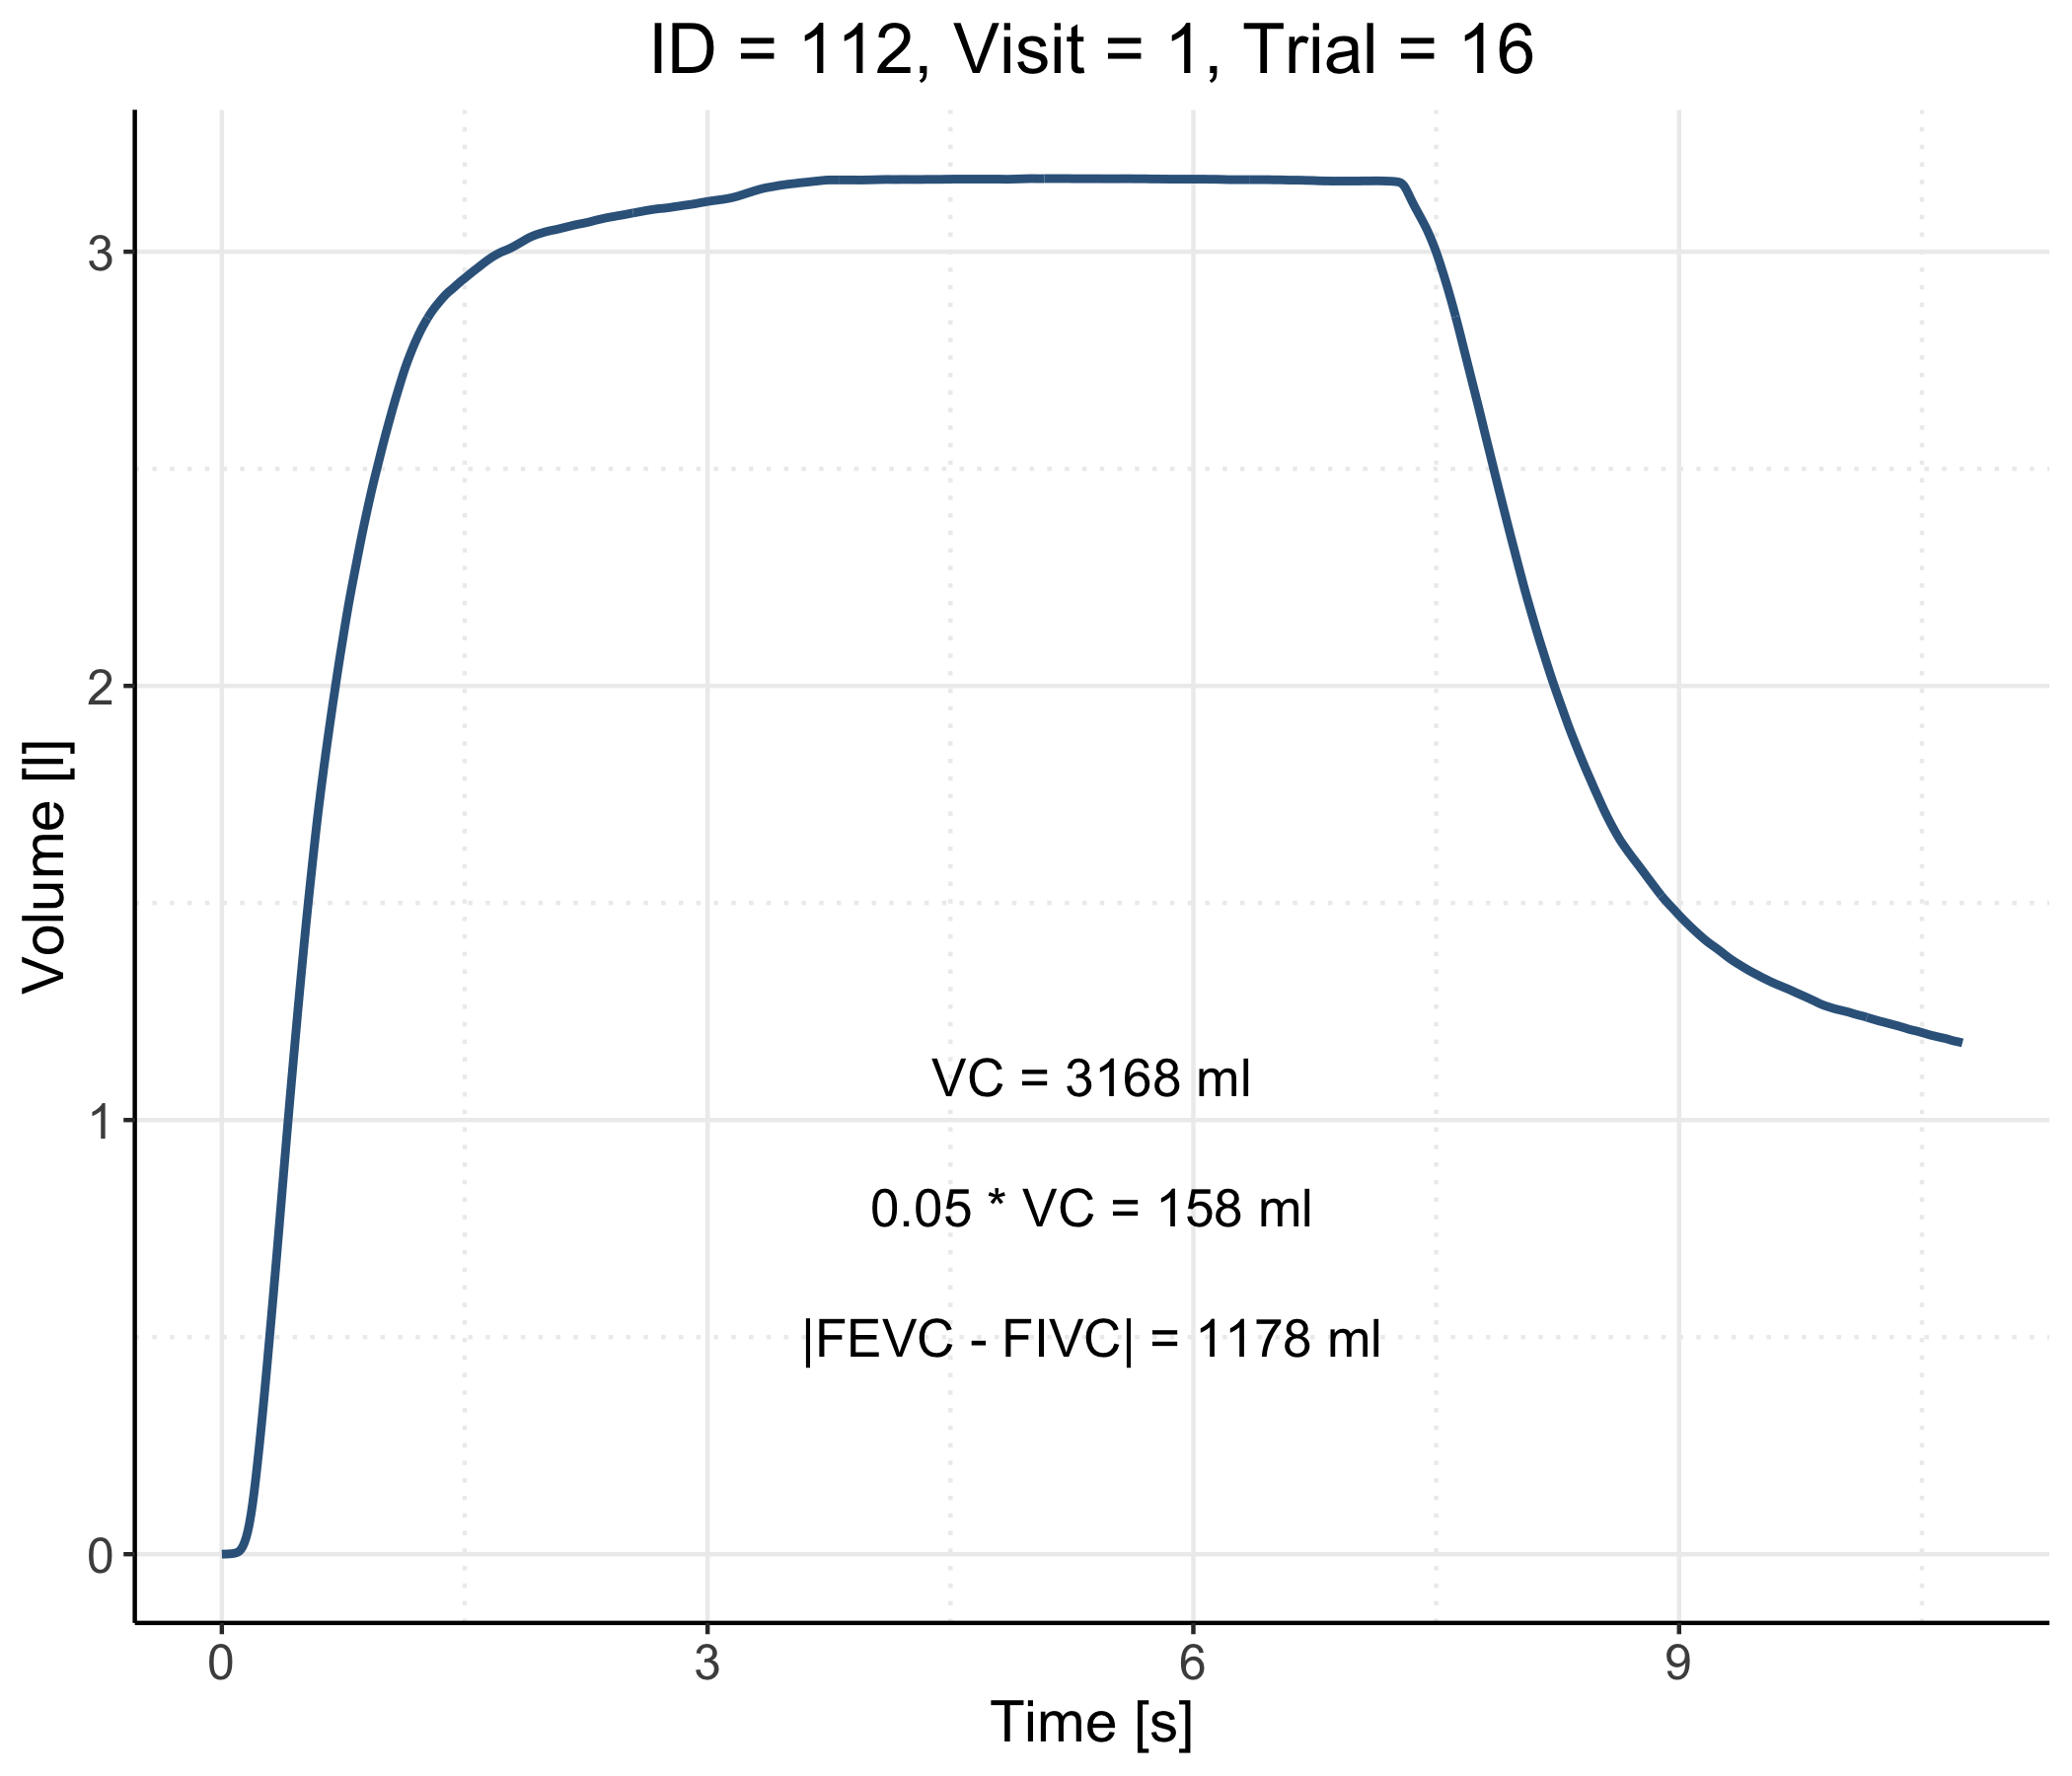 ID = 112, Visit = 1, Trial = 16
3
2
1
0
Volume [l]
VC = 3168 ml
0.05 * VC = 158 ml
|FEVC - FIVC| = 1178 ml
0 3 6 9
Time [s]